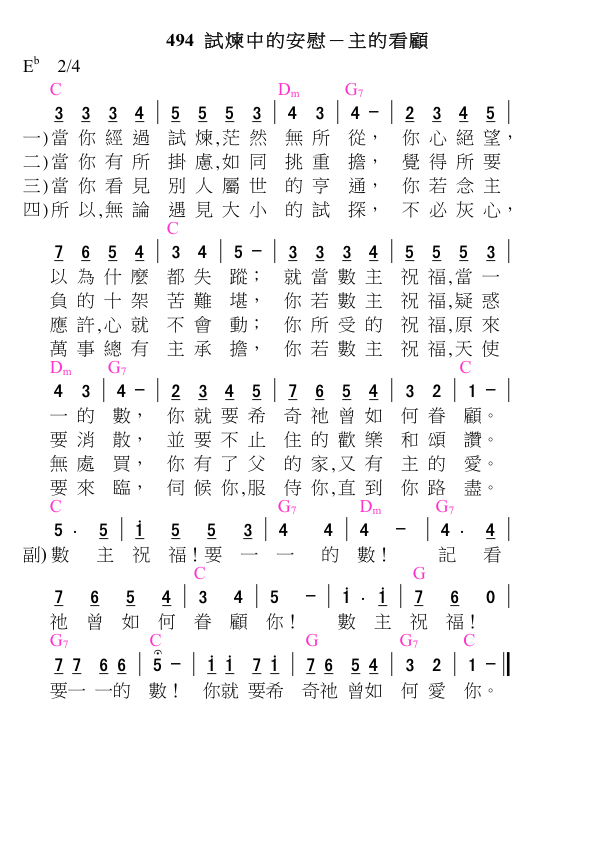 494 試煉中的安慰－主的看顧
E♭ 2/4
C Dm G7
3 3 3 4 | 5 5 5 3 | 4 3 | 4 － | 2 3 4 5 |
一)當你經過 試煉,茫然 無所從， 你心絕望，
二)當你有所 掛慮,如同 挑重擔， 覺得所要
三)當你看見 別人屬世 的亨通， 你若念主
四)所以,無論 遇見大小 的試探， 不必灰心，
C
7 6 5 4 | 3 4 | 5 － | 3 3 3 4 | 5 5 5 3 |
以為什麼 都失蹤； 就當數主 祝福,當一
負的十架 苦難堪， 你若數主 祝福,疑惑
應許,心就 不會動； 你所受的 祝福,原來
萬事總有 主承擔， 你若數主 祝福,天使
Dm G7 C
4 3 | 4 － | 2 3 4 5 | 7 6 5 4 | 3 2 | 1 － |
一的數， 你就要希 奇祂曾如 何眷顧。
要消散， 並要不止 住的歡樂 和頌讚。
無處買， 你有了父 的家,又有 主的愛。
要來臨， 伺候你,服 侍你,直到 你路盡。
C G7 Dm G7
5 . 5 | i 5 5 3 | 4 4 | 4 － | 4 . 4 |
副)數 主 祝 福！要 一 一 的 數！ 記 看
C G
7 6 5 4 | 3 4 | 5 － | i . i | 7 6 0 |
祂 曾 如 何 眷 顧 你！ 數 主 祝 福！
G7 C G G7 C
7 7 6 6 | 5 － | i i 7 i | 7 6 5 4 | 3 2 | 1 － ‖
要一 一的 數！ 你就 要希 奇祂 曾如 何 愛 你。